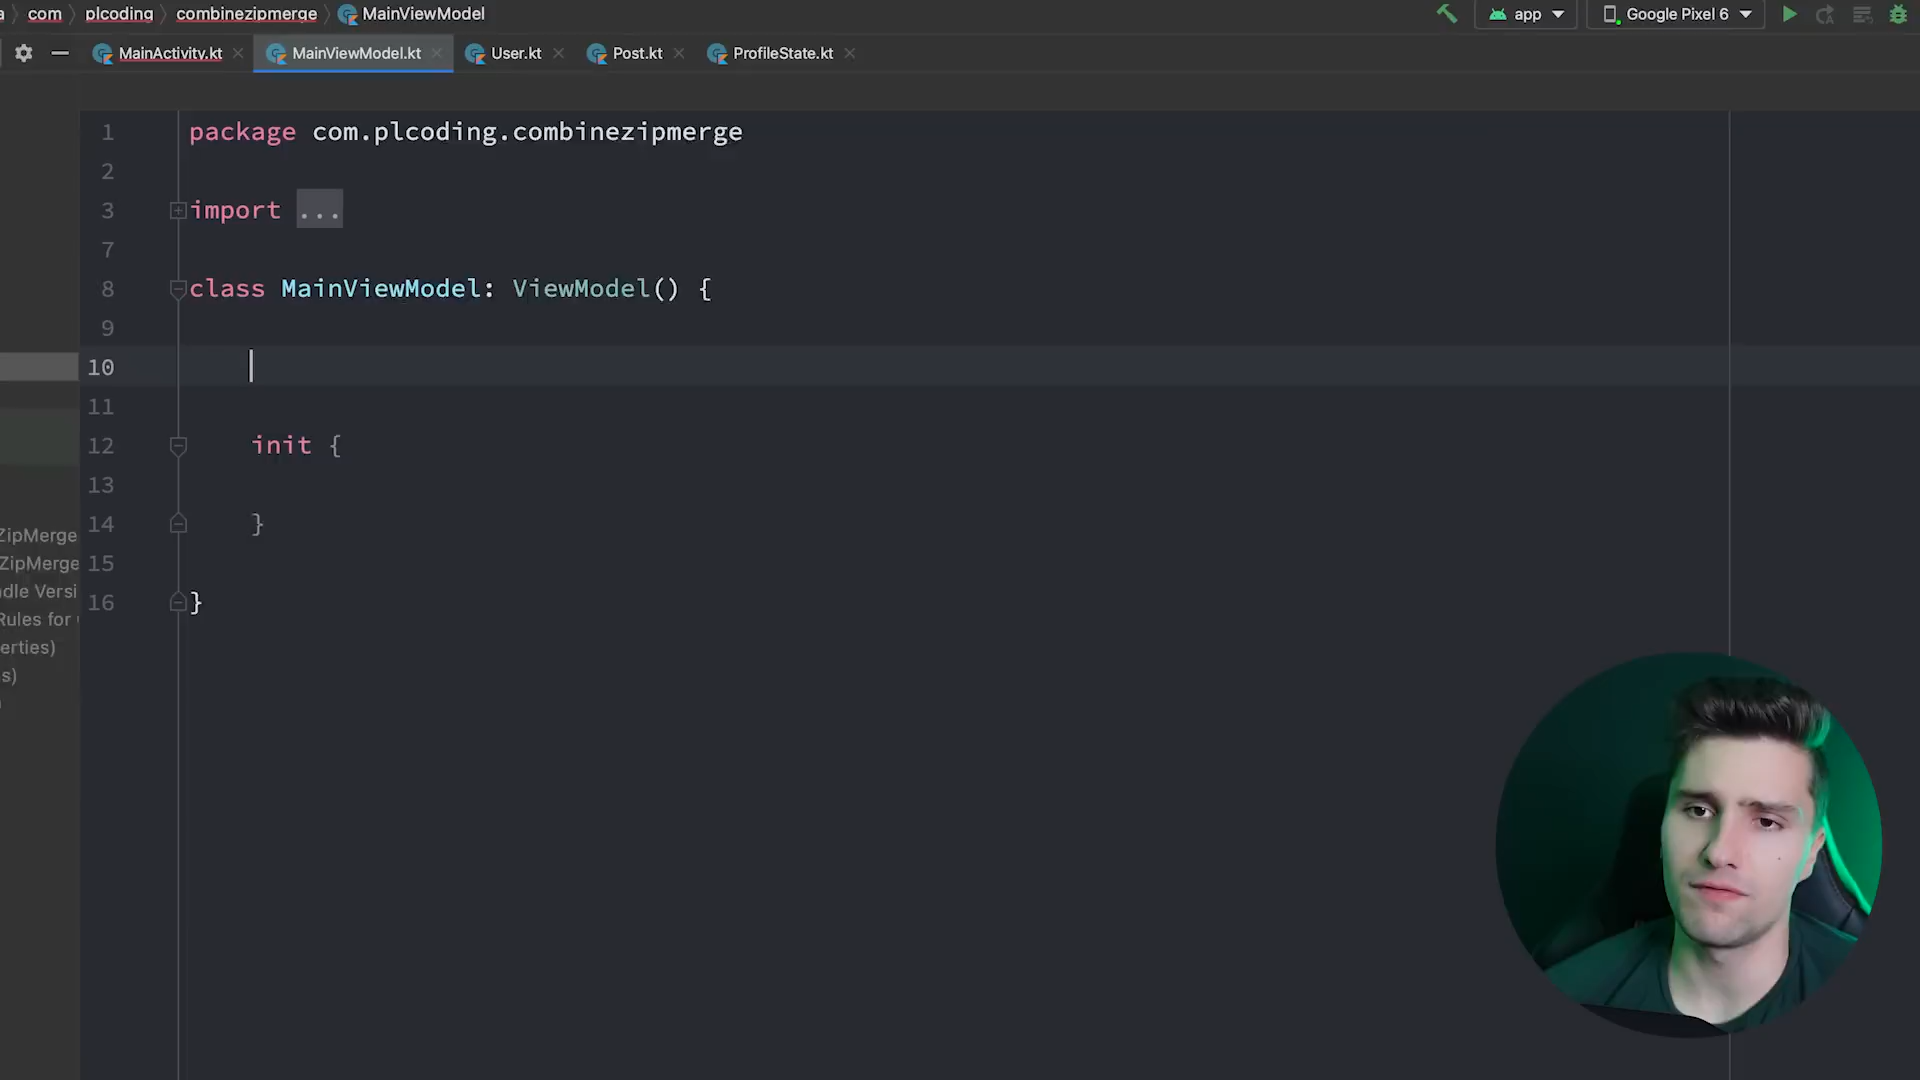 com plcoding combinezipmerge MainViewModel app Google Pixel 6
MainActivity.kt MainViewModel.kt User.kt Post.kt ProfileState.kt
1 package com.plcoding.combinezipmerge
2
3 import ...
7
8 class MainViewModel: ViewModel() {
9
10
11
12 init {
13
14 }
15
16 }
ZipMerge
ZipMerge
dle Versi
Rules for
erties)
s)